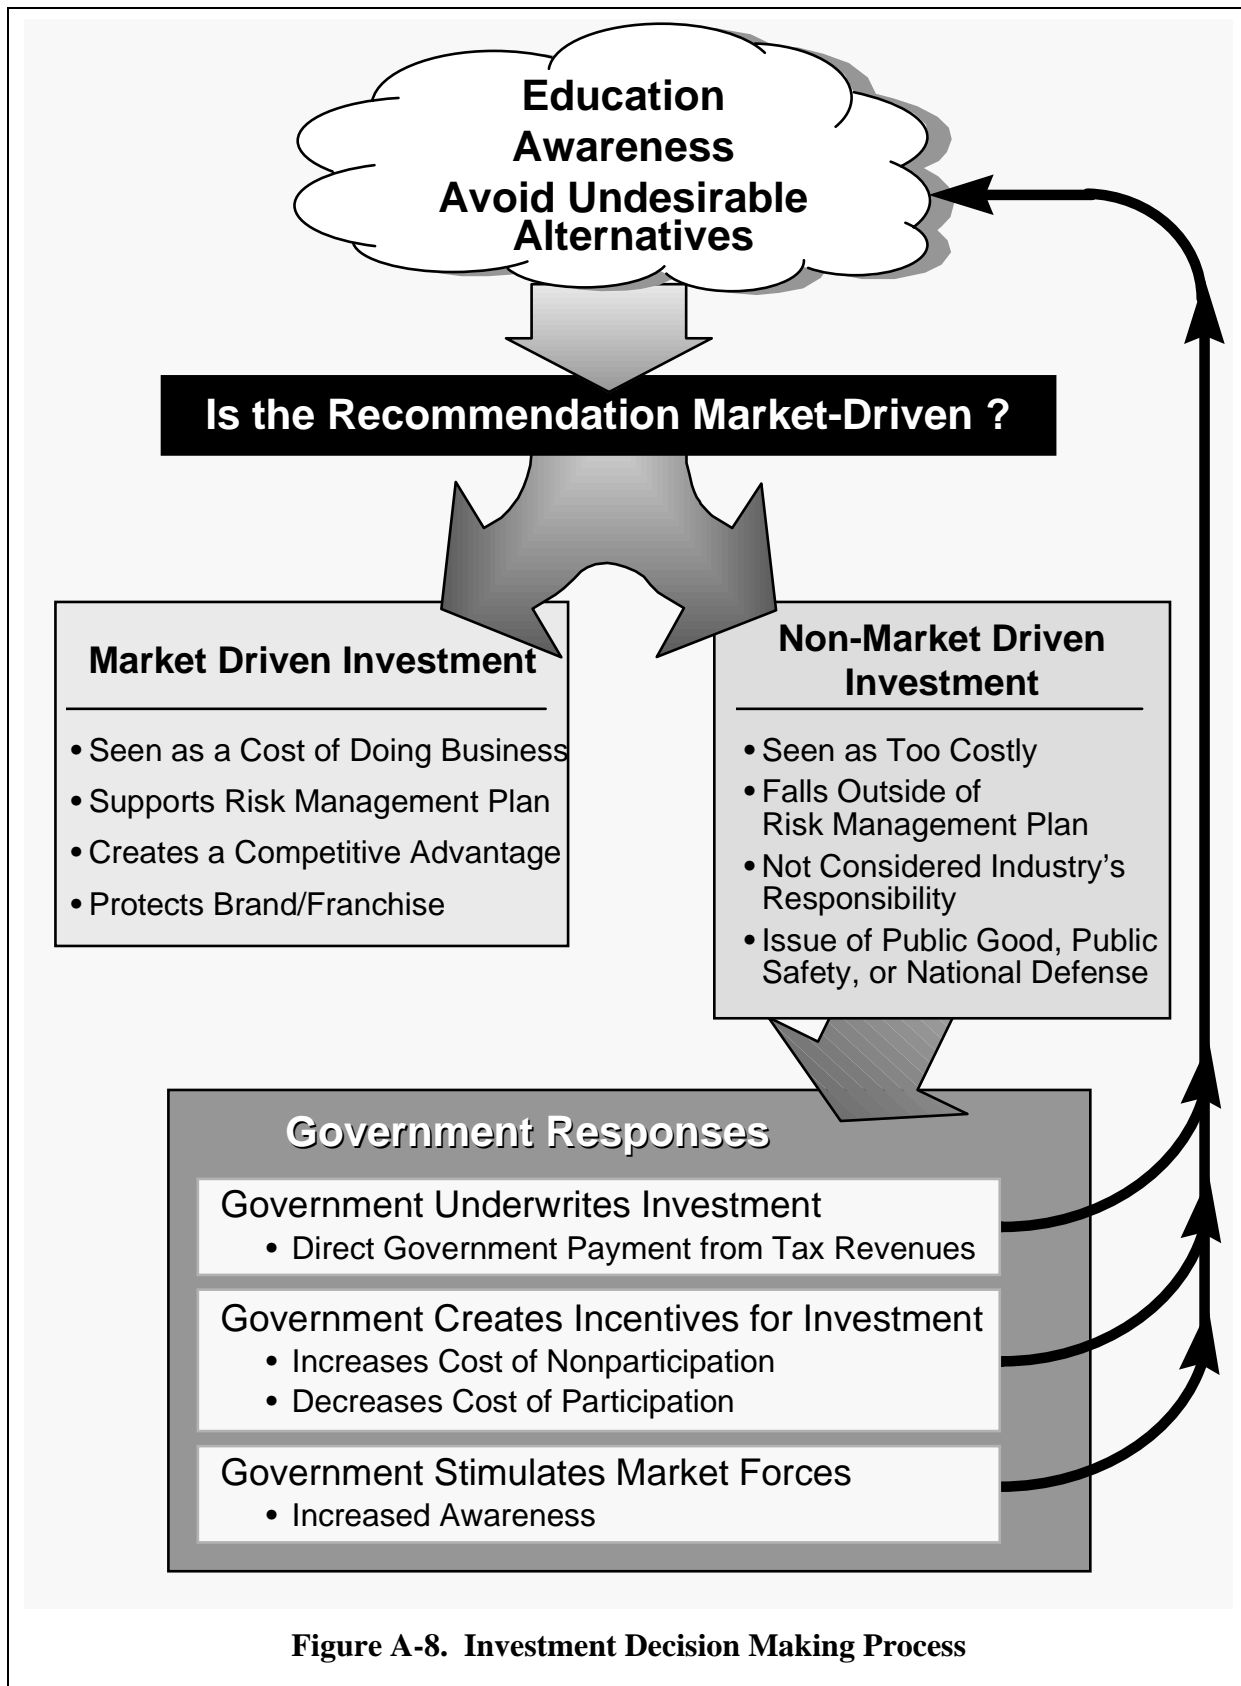 Education
Awareness
Avoid Undesirable
Alternatives
Is the Recommendation Market-Driven ?
Market Driven Investment
• Seen as a Cost of Doing Business
• Supports Risk Management Plan
• Creates a Competitive Advantage
• Protects Brand/Franchise
Non-Market Driven
Investment
• Seen as Too Costly
• Falls Outside of
Risk Management Plan
• Not Considered Industry’s
Responsibility
• Issue of Public Good, Public
Safety, or National Defense
Government Responses
Government Underwrites Investment
• Direct Government Payment from Tax Revenues
Government Creates Incentives for Investment
• Increases Cost of Nonparticipation
• Decreases Cost of Participation
Government Stimulates Market Forces
• Increased Awareness
Figure A-8. Investment Decision Making Process